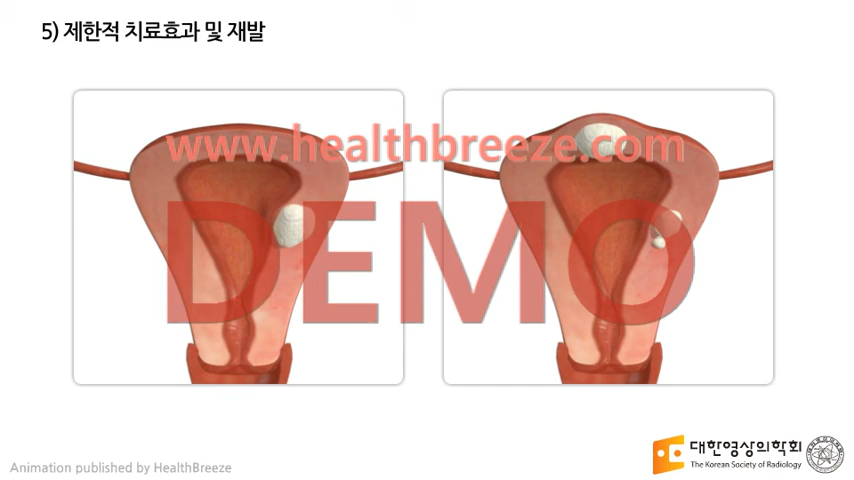 5) 제한적 치료효과 및 재발
www.healthbreeze.com
DEMO
대한영상의학회
The Korean Society of Radiology
Animation published by HealthBreeze